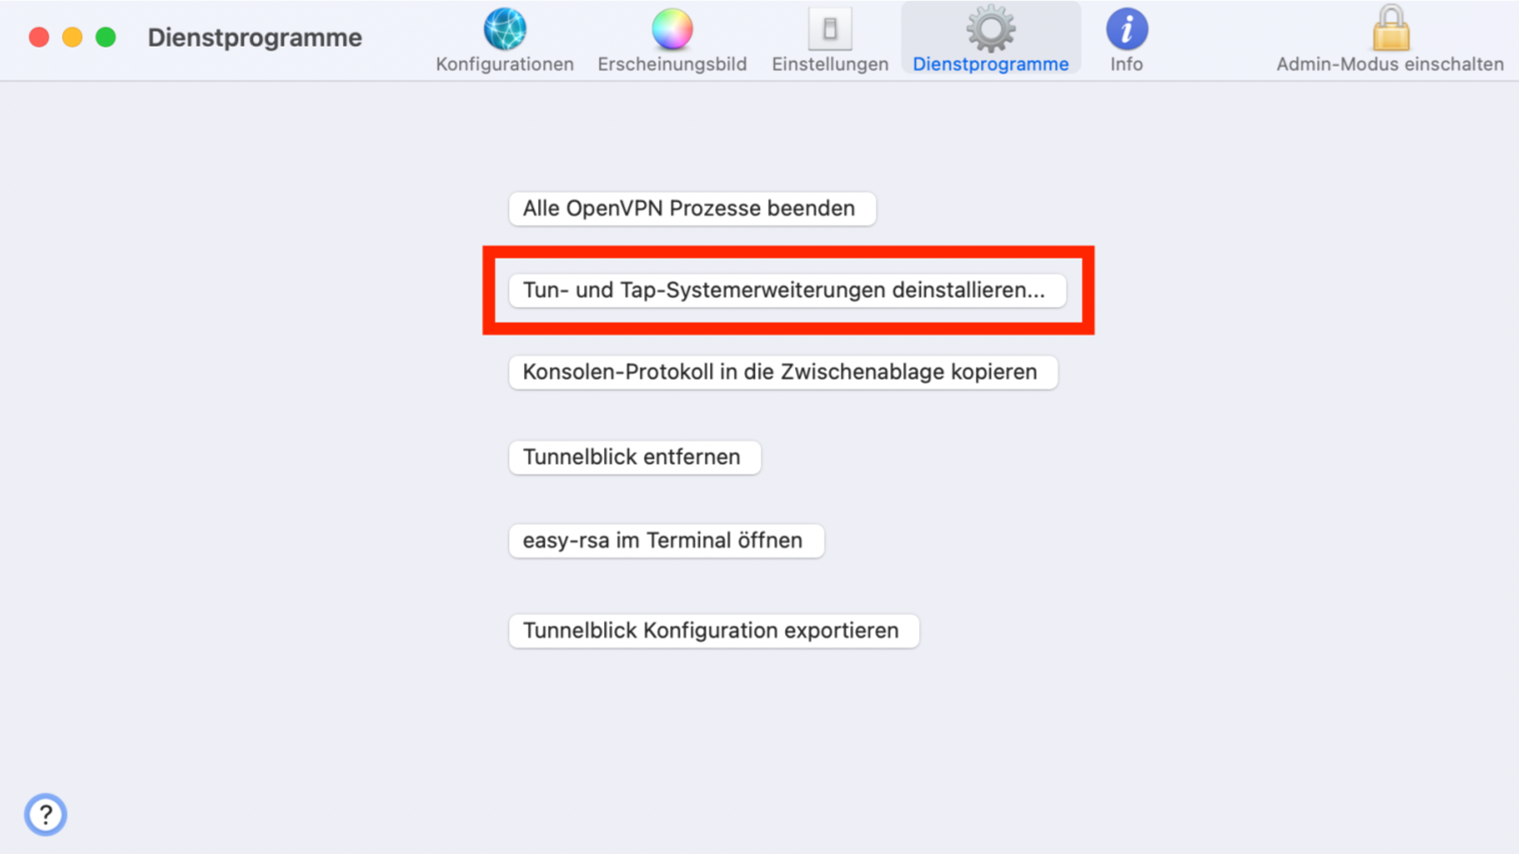 Dienstprogramme
Konfigurationen
Erscheinungsbild
Einstellungen
Dienstprogramme
Info
Admin-Modus einschalten
Alle OpenVPN Prozesse beenden
Tun- und Tap-Systemerweiterungen deinstallieren...
Konsolen-Protokoll in die Zwischenablage kopieren
Tunnelblick entfernen
easy-rsa im Terminal öffnen
Tunnelblick Konfiguration exportieren
?